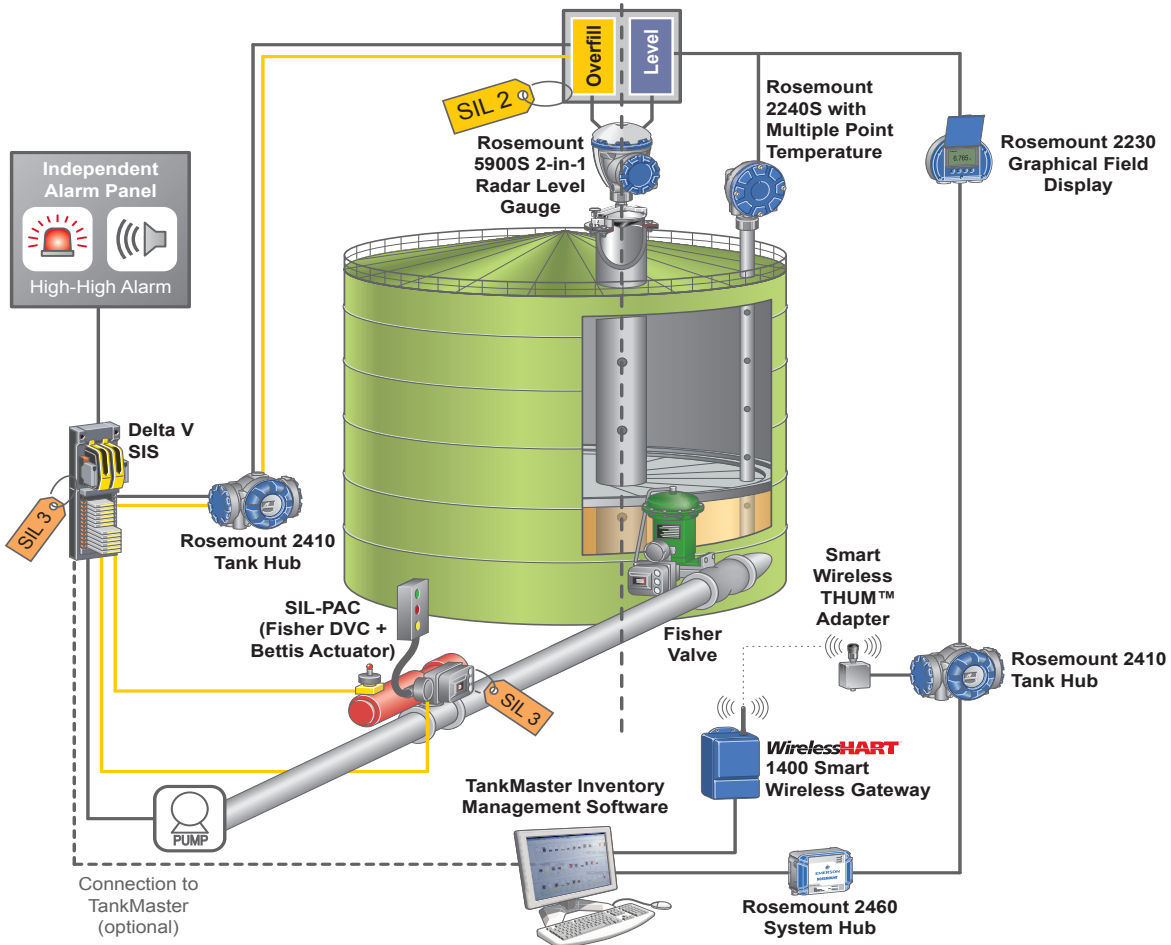 Overfill
Level
SIL 2
Rosemount
5900S 2-in-1
Radar Level
Gauge
Rosemount
2240S with
Multiple Point
Temperature
Rosemount 2230
Graphical Field
Display
Independent
Alarm Panel
High-High Alarm
Delta V
SIS
SIL 3
Rosemount 2410
Tank Hub
SIL-PAC
(Fisher DVC +
Bettis Actuator)
SIL 3
Fisher
Valve
Smart
Wireless
THUM™
Adapter
Rosemount 2410
Tank Hub
WirelessHART
1400 Smart
Wireless Gateway
TankMaster Inventory
Management Software
PUMP
Connection to
TankMaster
(optional)
EMERSON
ROSEMOUNT
Rosemount 2460
System Hub